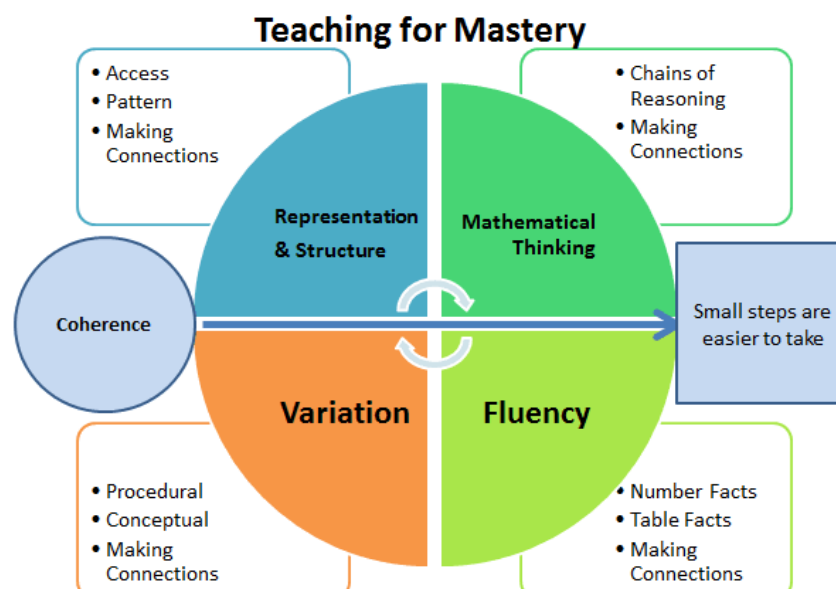 Teaching for Mastery
• Access
• Pattern
• Making
Connections
• Chains of
Reasoning
• Making
Connections
Representation
& Structure
Mathematical
Thinking
Coherence
Small steps are
easier to take
Variation
Fluency
• Procedural
• Conceptual
• Making
Connections
• Number Facts
• Table Facts
• Making
Connections